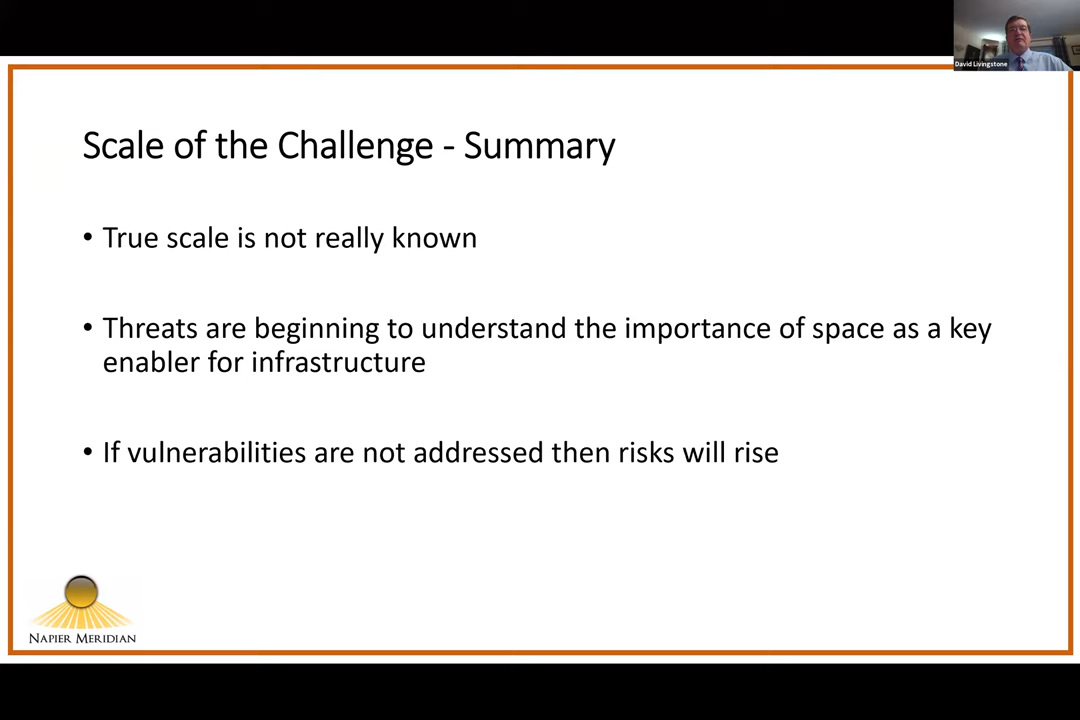 David Livingstone
Scale of the Challenge - Summary
• True scale is not really known
• Threats are beginning to understand the importance of space as a key
enabler for infrastructure
• If vulnerabilities are not addressed then risks will rise
NAPIER MERIDIAN